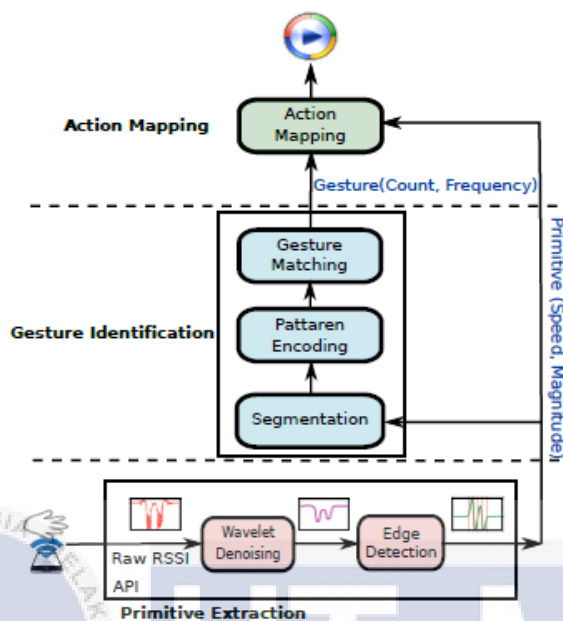 Action Mapping
Action
Mapping
Gesture(Count, Frequency)
Primitive (Speed, Magnitude)
Gesture Identification
Gesture
Matching
Pattaren
Encoding
Segmentation
Wavelet
Denoising
Edge
Detection
Raw RSSI
API
Primitive Extraction